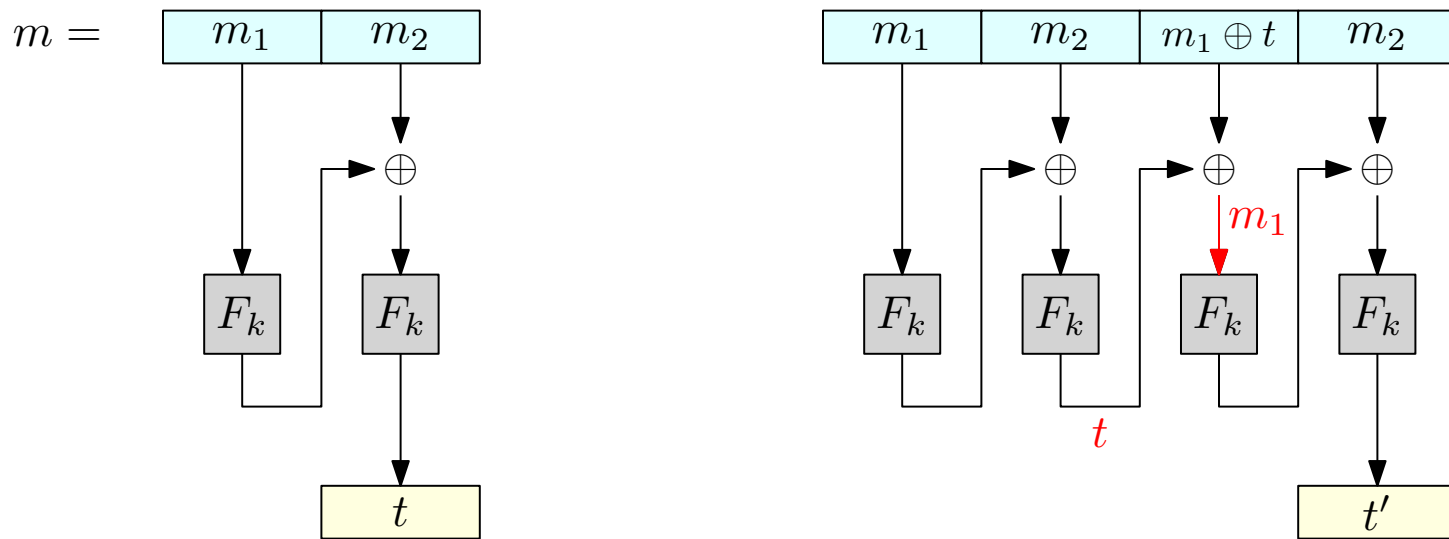 m = m₁ m₂ m₁ m₂ m₁ ⊕ t m₂
⊕ ⊕ ⊕ ⊕
m₁
Fₖ Fₖ Fₖ Fₖ Fₖ Fₖ
t
t t′